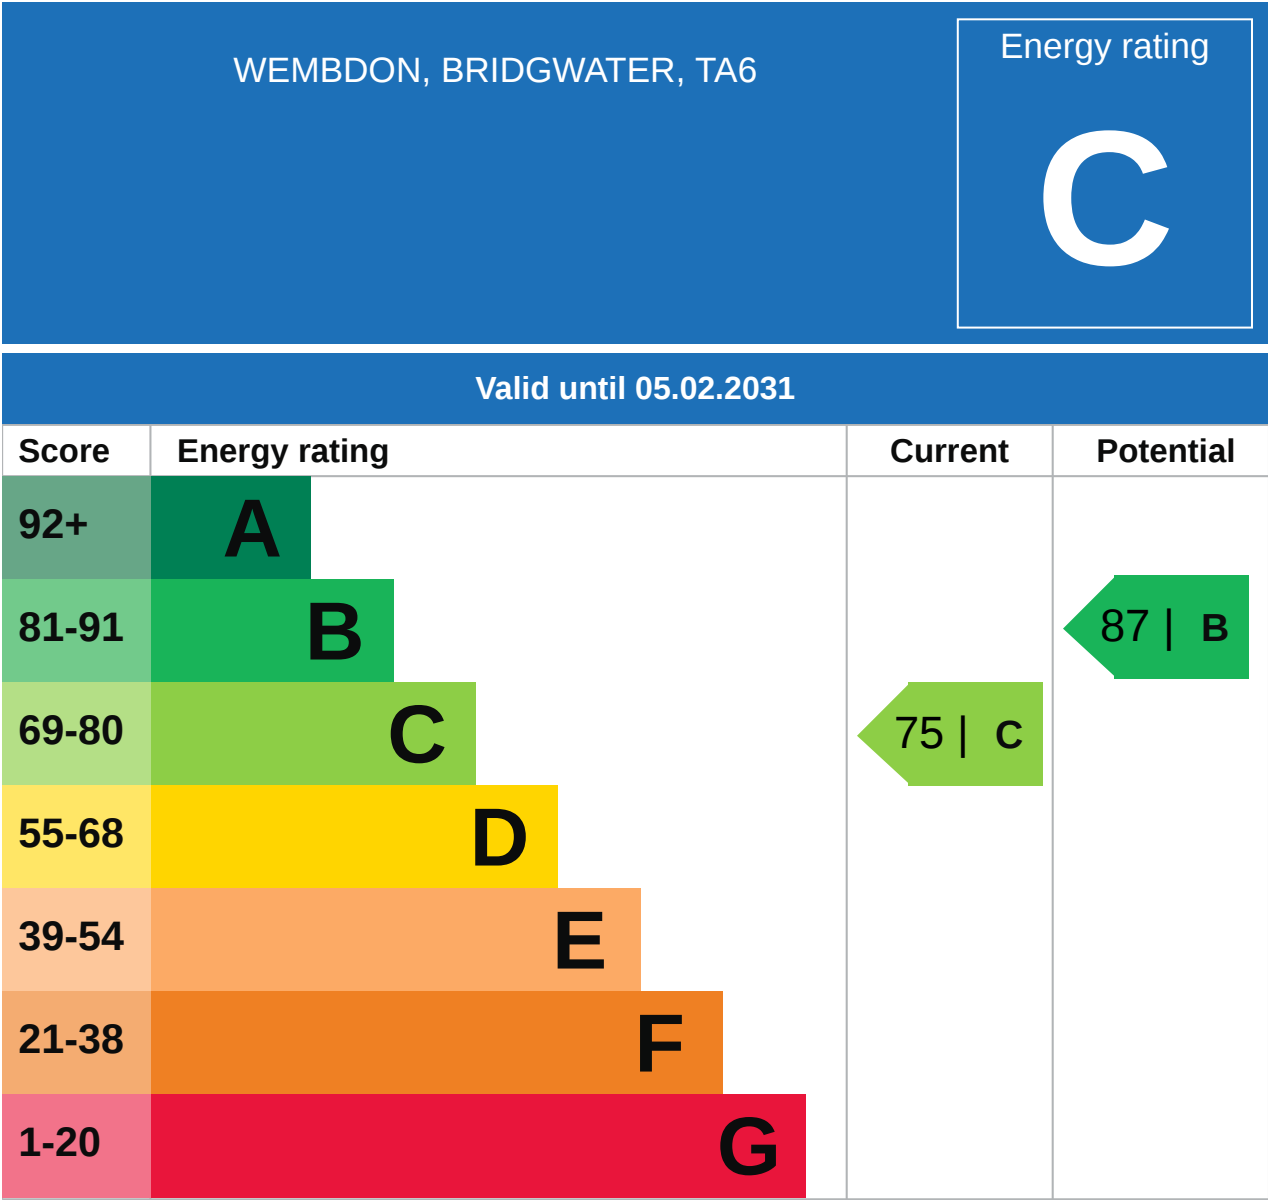 WEMBDON, BRIDGWATER, TA6
Energy rating
C
Valid until 05.02.2031
Score Energy rating Current Potential
92+ A
81-91 B 87 | B
69-80 C 75 | C
55-68 D
39-54 E
21-38 F
1-20 G